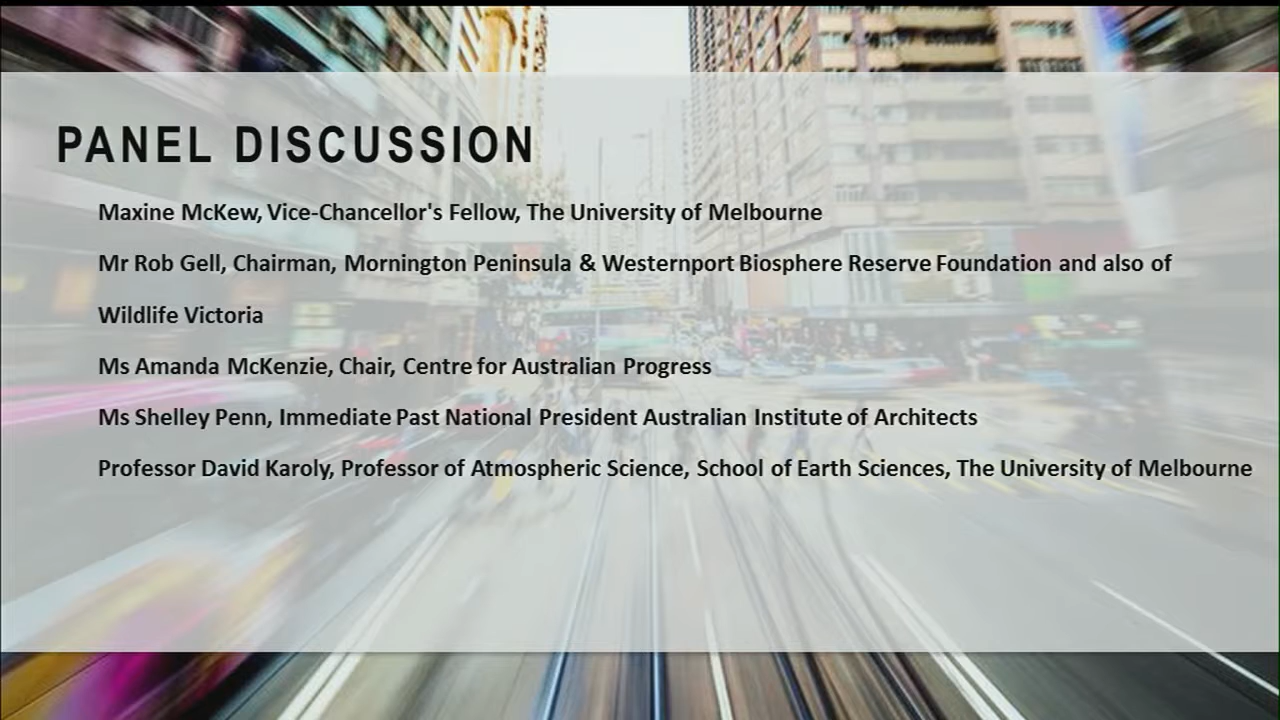 PANEL DISCUSSION
Maxine McKew, Vice-Chancellor's Fellow, The University of Melbourne
Mr Rob Gell, Chairman, Mornington Peninsula & Westernport Biosphere Reserve Foundation and also of
Wildlife Victoria
Ms Amanda McKenzie, Chair, Centre for Australian Progress
Ms Shelley Penn, Immediate Past National President Australian Institute of Architects
Professor David Karoly, Professor of Atmospheric Science, School of Earth Sciences, The University of Melbourne